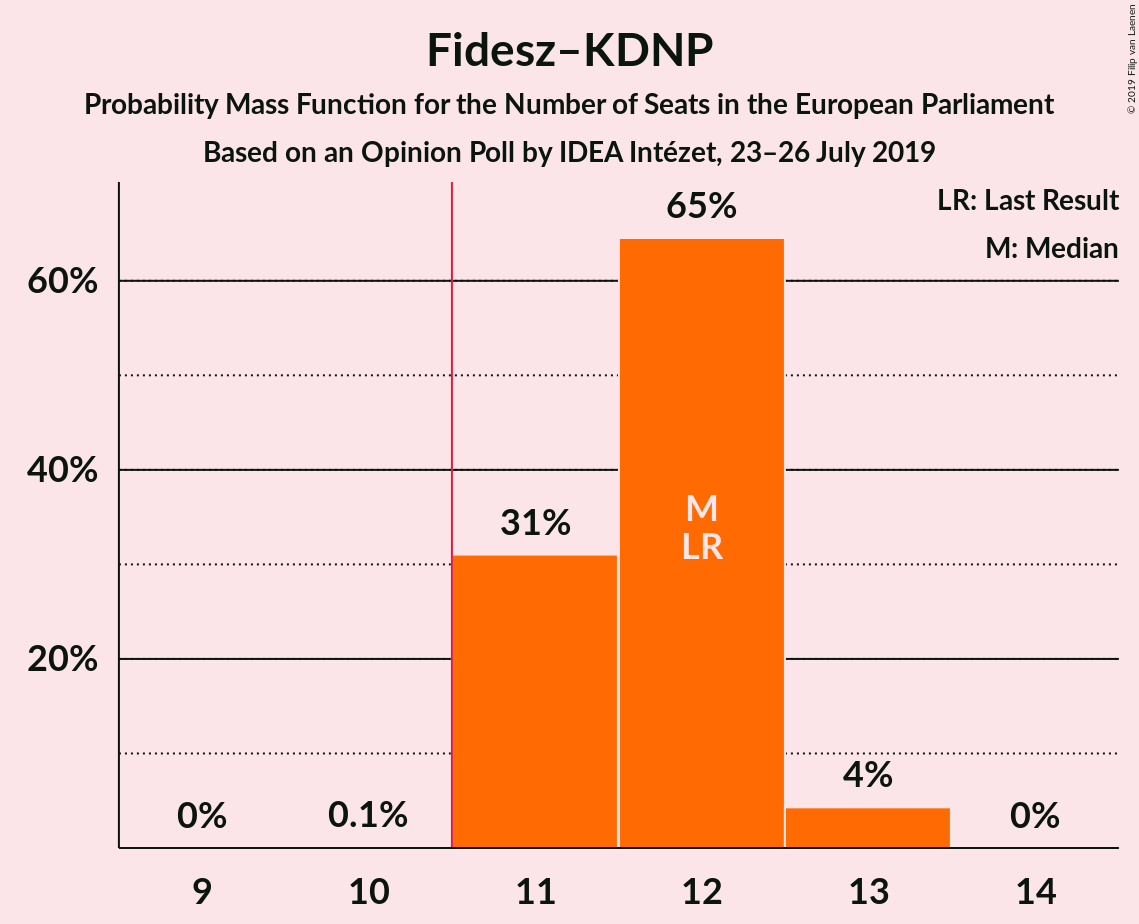 Fidesz–KDNP
Probability Mass Function for the Number of Seats in the European Parliament
Based on an Opinion Poll by IDEA Intézet, 23–26 July 2019
© 2019 Filip van Laenen
LR: Last Result
M: Median
65%
60%
40%
31%
M
LR
20%
4%
0%
0.1%
0%
9
10
11
12
13
14